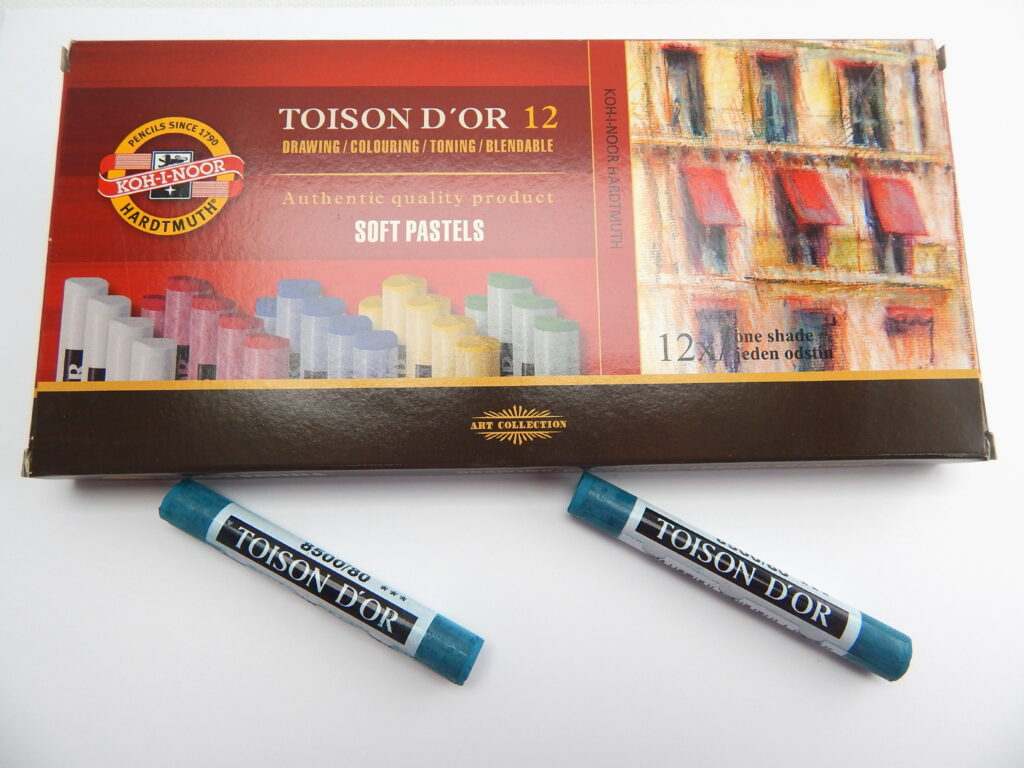 PENCILS SINCE 1790
KOH-I-NOOR
HARDTMUTH®
TOISON D´OR 12
DRAWING / COLOURING / TONING / BLENDABLE
Authentic quality product
SOFT PASTELS
KOH-I-NOOR HARDTMUTH
12x/
one shade
jeden odstín
ART COLLECTION
8500/80 ***
TOISON D'OR
TOISON D'OR